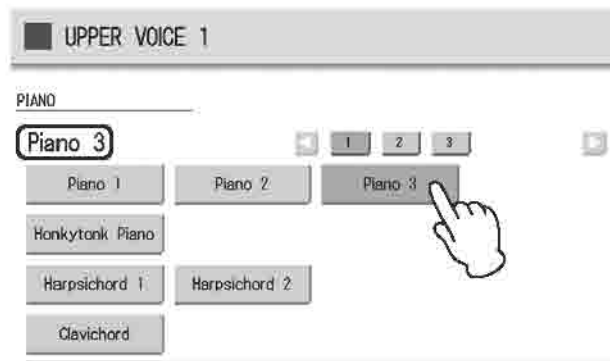 UPPER VOICE 1
PIANO
Piano 3
1 2 3
Piano 1 Piano 2 Piano 3
Honkytonk Piano
Harpsichord 1 Harpsichord 2
Clavichord